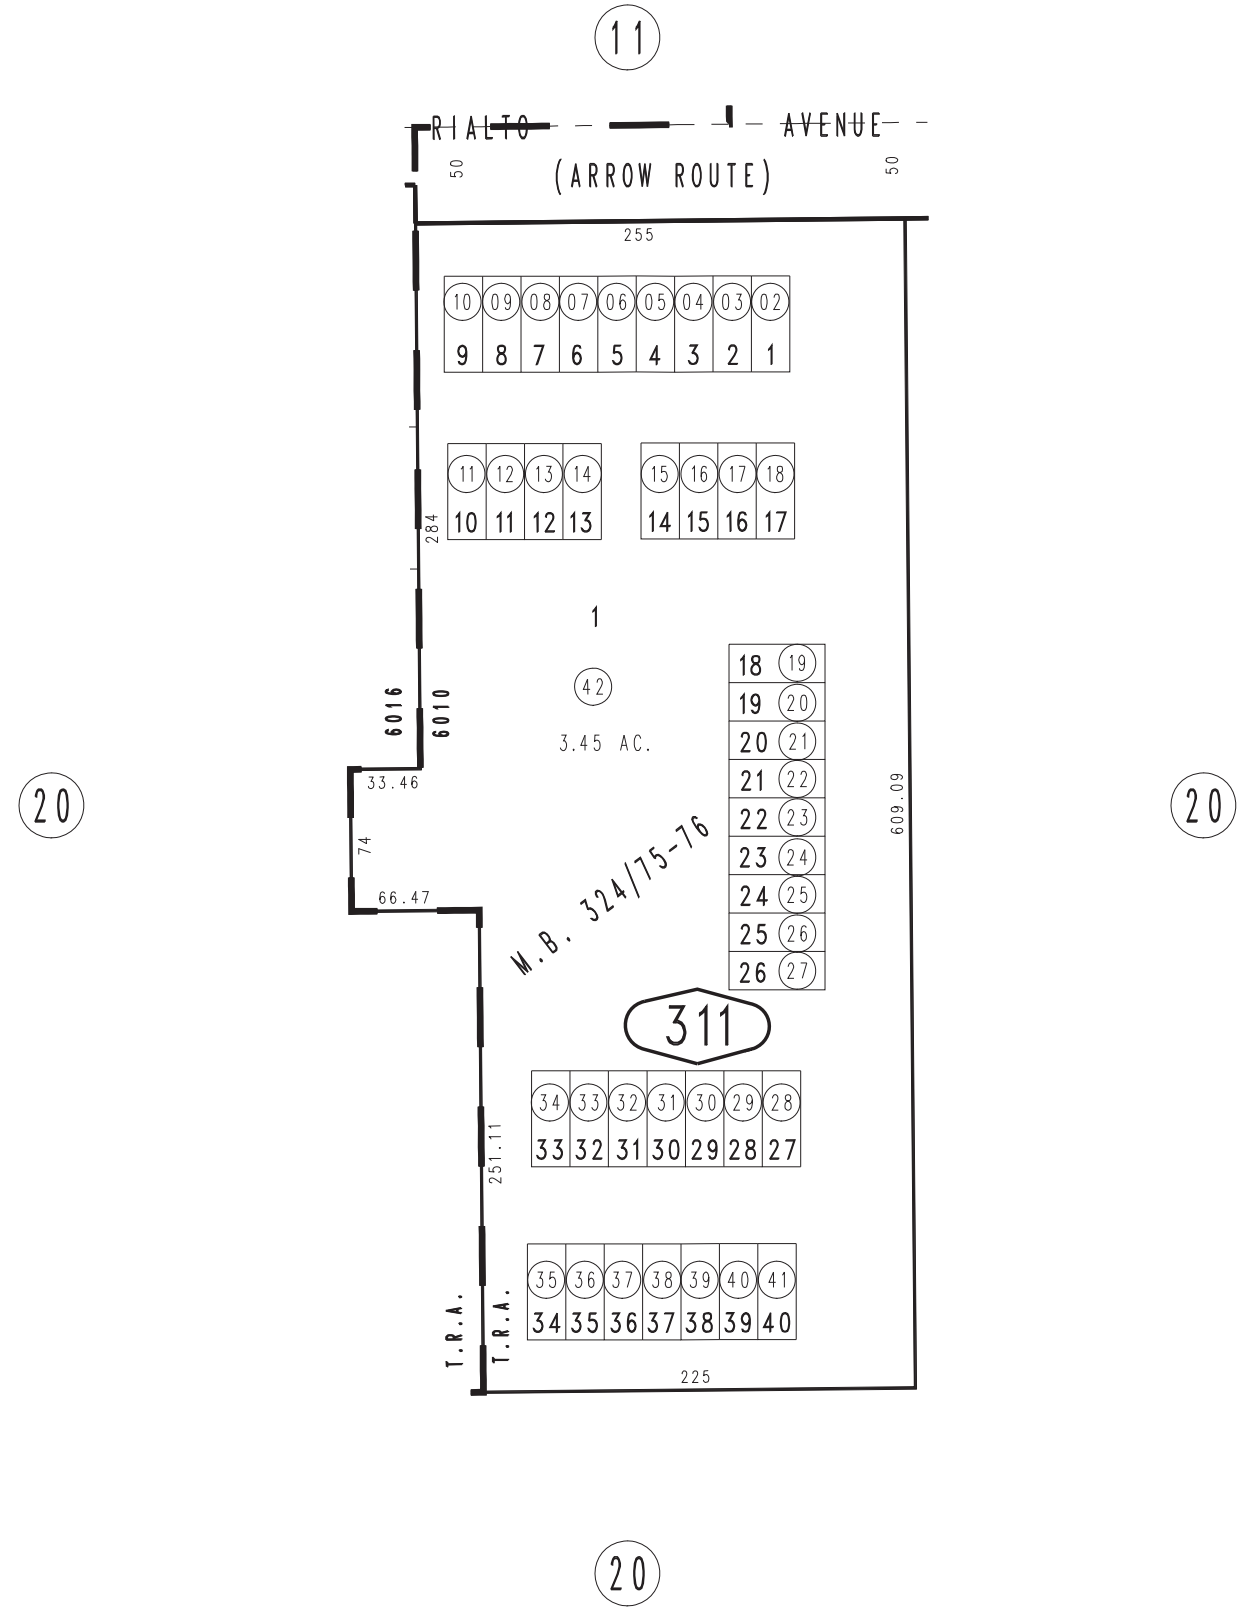 11
RIALTO AVENUE
50
(ARROW ROUTE)
50
255
10 09 08 07 06 05 04 03 02
9 8 7 6 5 4 3 2 1
11 12 13 14 15 16 17 18
10 11 12 13 14 15 16 17
284
1
42
3.45 AC.
6016
6010
18 19
19 20
20 21
21 22
22 23
23 24
24 25
25 26
26 27
33.46
74
66.47
20
609.09
20
M.B. 324/75-76
311
34 33 32 31 30 29 28
33 32 31 30 29 28 27
251.11
35 36 37 38 39 40 41
34 35 36 37 38 39 40
T.R.A.
T.R.A.
225
20